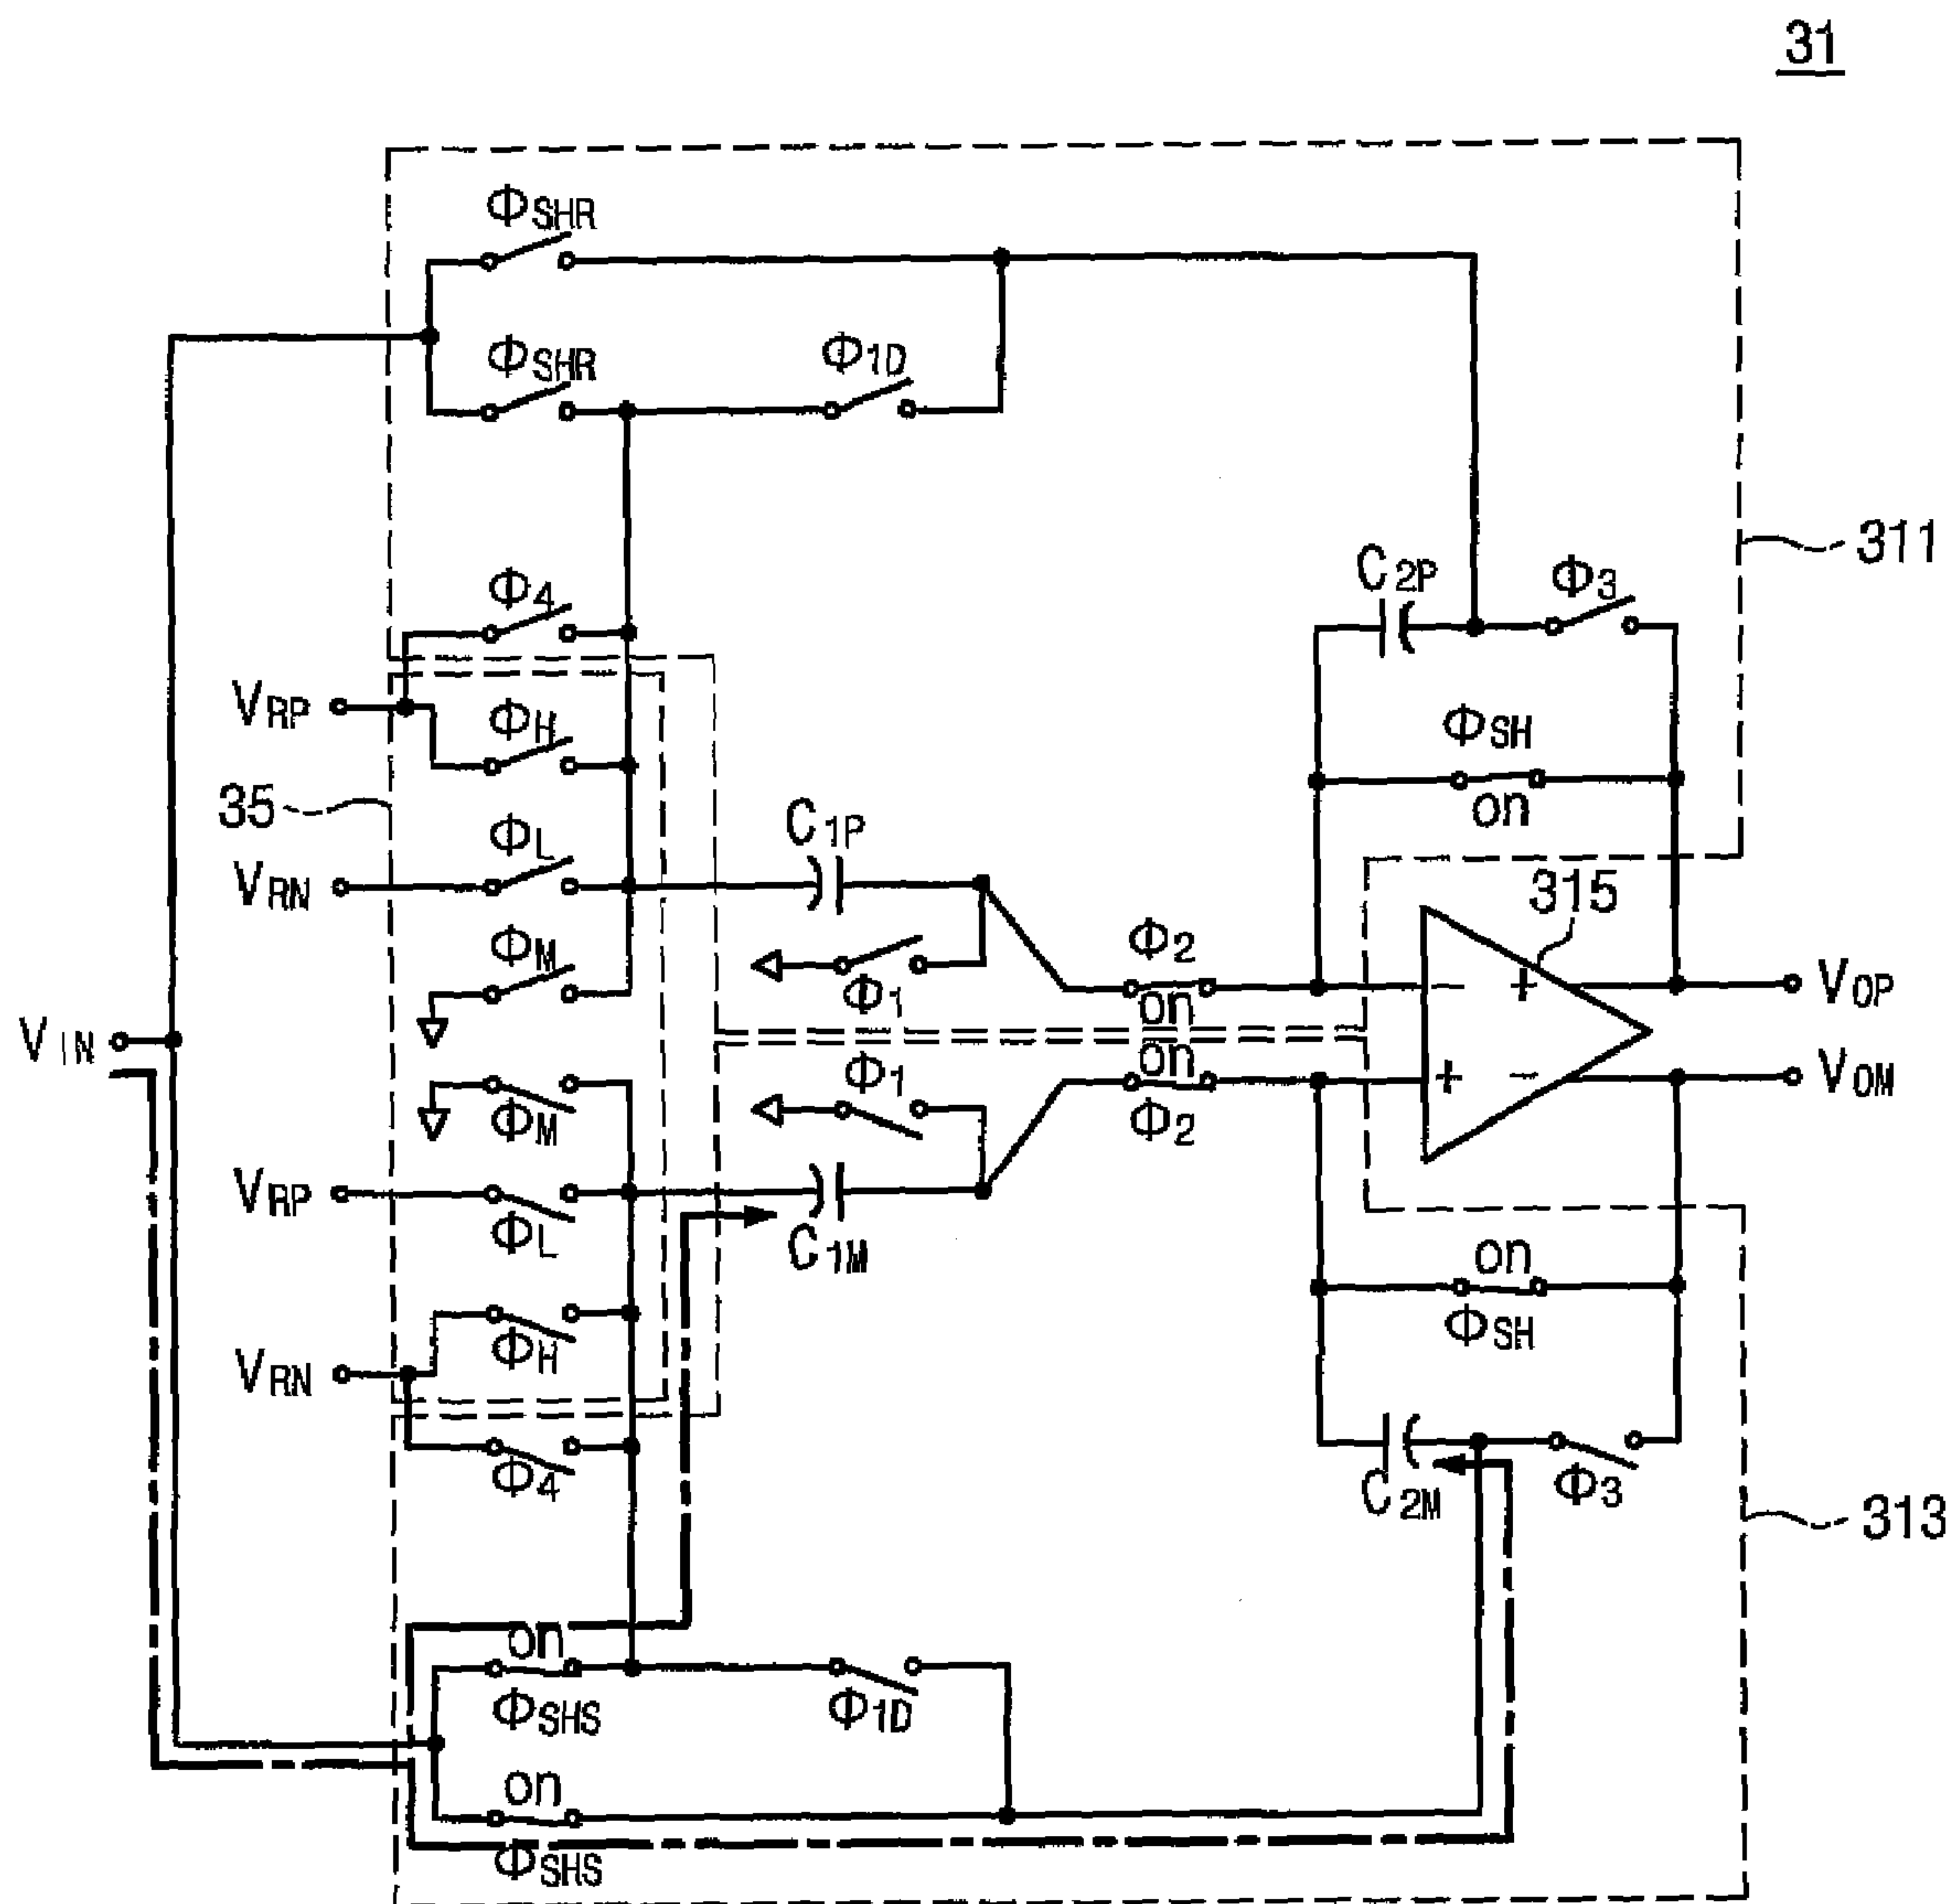 31
ΦSHR
ΦSHR
Φ1D
311
C2P
Φ3
Φ4
VRP
ΦH
ΦSH
on
35
ΦL
C1P
VRN
315
ΦM
Φ2
on
Φ1
VOP
VIN
Φ1
on
Φ2
VOM
ΦM
VRP
ΦL
C1M
on
ΦSH
ΦH
VRN
Φ4
C2M
Φ3
313
on
ΦSHS
Φ1D
on
ΦSHS
- +
+ -